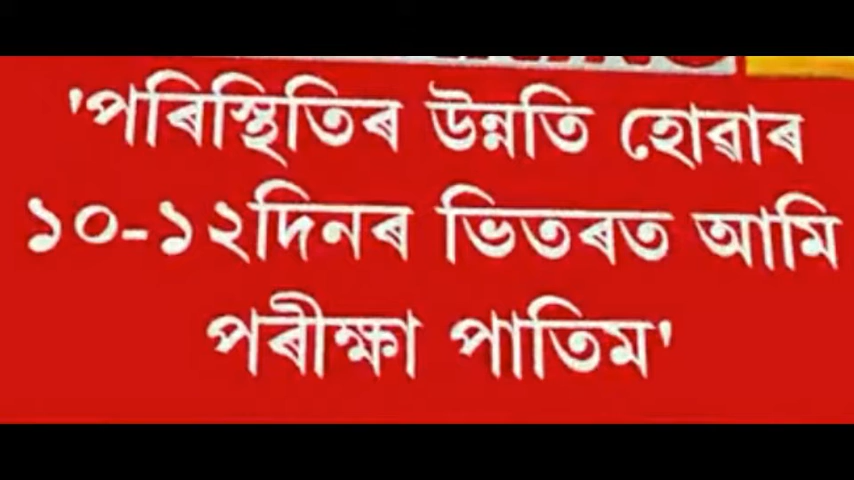 'পৰিস্থিতিৰ উন্নতি হোৱাৰ
১০-১২দিনৰ ভিতৰত আমি
পৰীক্ষা পাতিম'